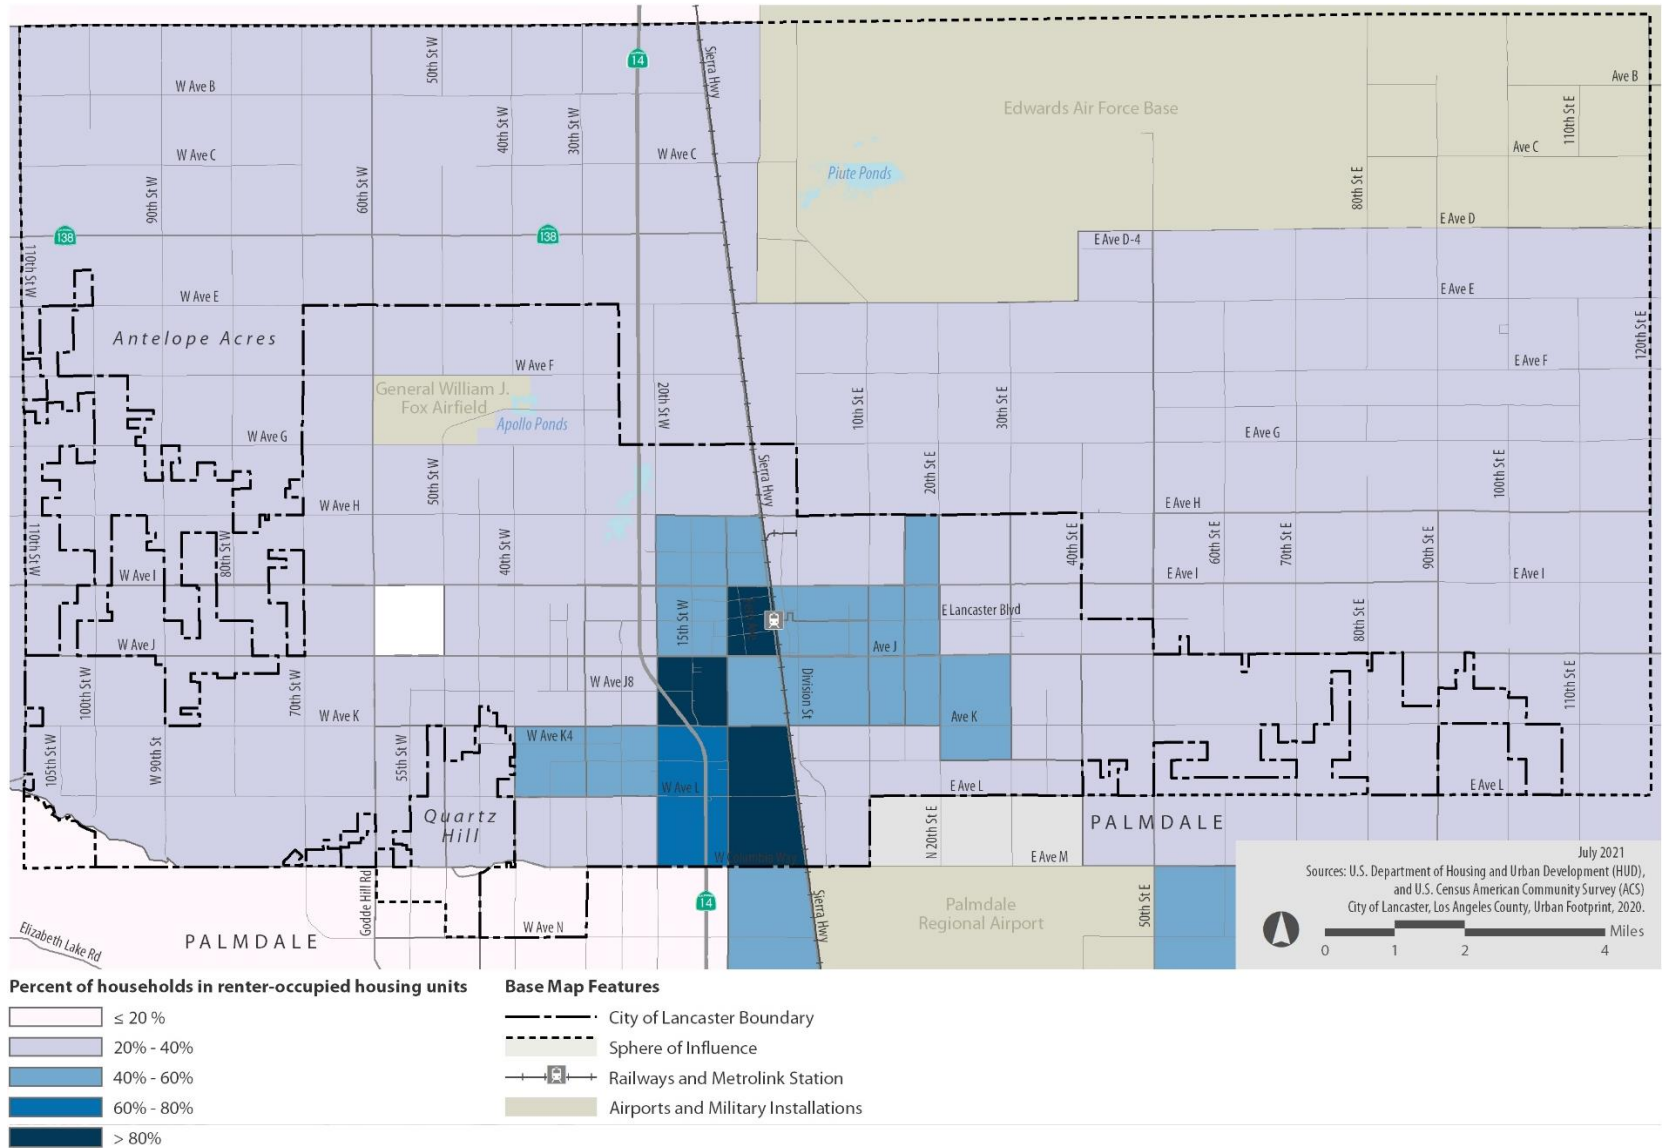 50th St W
14
Sierra Hwy
W Ave B
Ave B
Edwards Air Force Base
40th St W
30th St W
110th St E
W Ave C
W Ave C
Ave C
Piute Ponds
90th St W
60th St W
80th St E
E Ave D
138
138
E Ave D-4
110th St W
W Ave E
E Ave E
Antelope Acres
120th St E
W Ave F
E Ave F
General William J.
Fox Airfield
Apollo Ponds
20th St W
10th St E
30th St E
W Ave G
E Ave G
50th St W
Sierra Hwy
20th St E
100th St E
W Ave H
E Ave H
110th St W
80th St W
40th St W
40th St E
60th St E
70th St E
90th St E
W Ave I
E Ave I
E Ave I
15th St W
E Lancaster Blvd
80th St E
W Ave J
Ave J
100th St W
70th St W
W Ave J8
Division St
110th St E
W Ave K
Ave K
105th St W
W 90th St
55th St W
W Ave K4
W Ave L
E Ave L
E Ave L
Quartz
Hill
N 20th St E
PALMDALE
W Columbia Way
E Ave M
Godde Hill Rd
14
Sierra Hwy
Palmdale
Regional Airport
50th St E
Elizabeth Lake Rd
PALMDALE
W Ave N
July 2021
Sources: U.S. Department of Housing and Urban Development (HUD),
and U.S. Census American Community Survey (ACS)
City of Lancaster, Los Angeles County, Urban Footprint, 2020.
Miles
0 1 2 4
Percent of households in renter-occupied housing units
≤ 20 %
20% - 40%
40% - 60%
60% - 80%
> 80%
Base Map Features
City of Lancaster Boundary
Sphere of Influence
Railways and Metrolink Station
Airports and Military Installations